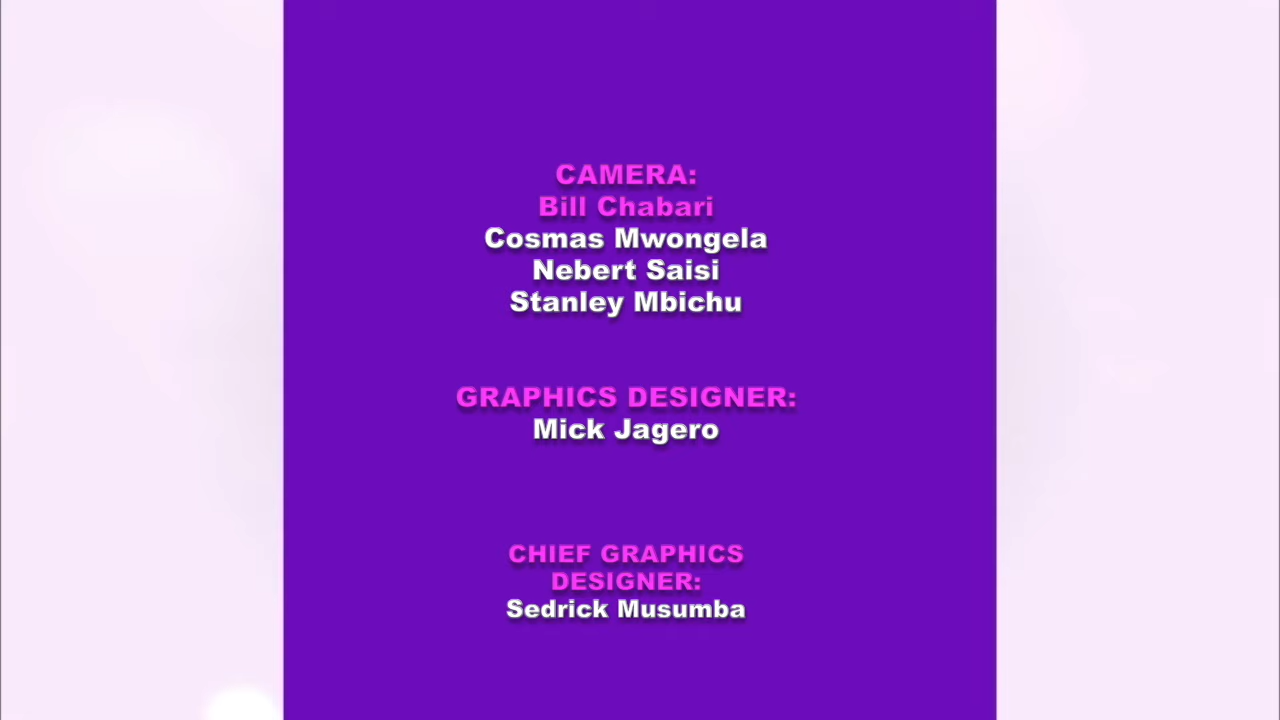 CAMERA:
Bill Chabari
Cosmas Mwongela
Nebert Saisi
Stanley Mbichu
GRAPHICS DESIGNER:
Mick Jagero
CHIEF GRAPHICS
DESIGNER:
Sedrick Musumba